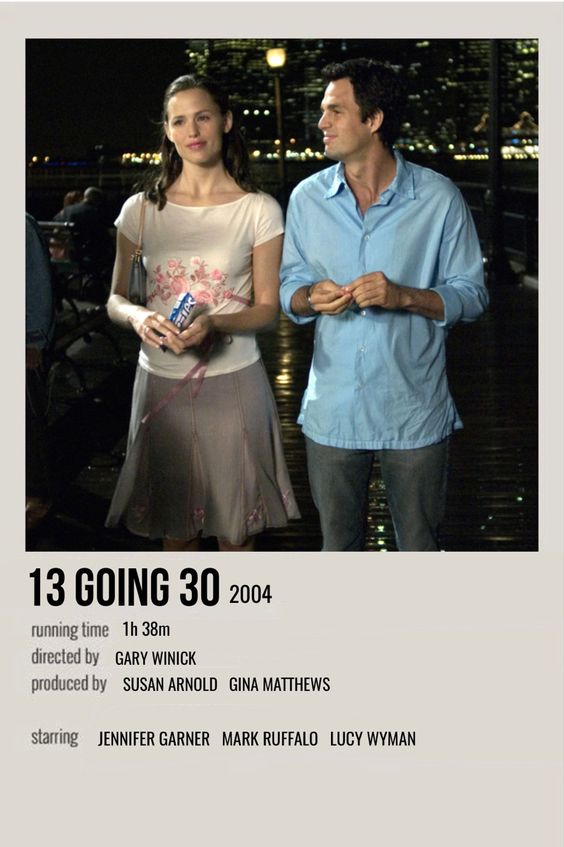 13 GOING 30 2004
running time 1h 38m
directed by GARY WINICK
produced by SUSAN ARNOLD GINA MATTHEWS
starring JENNIFER GARNER MARK RUFFALO LUCY WYMAN